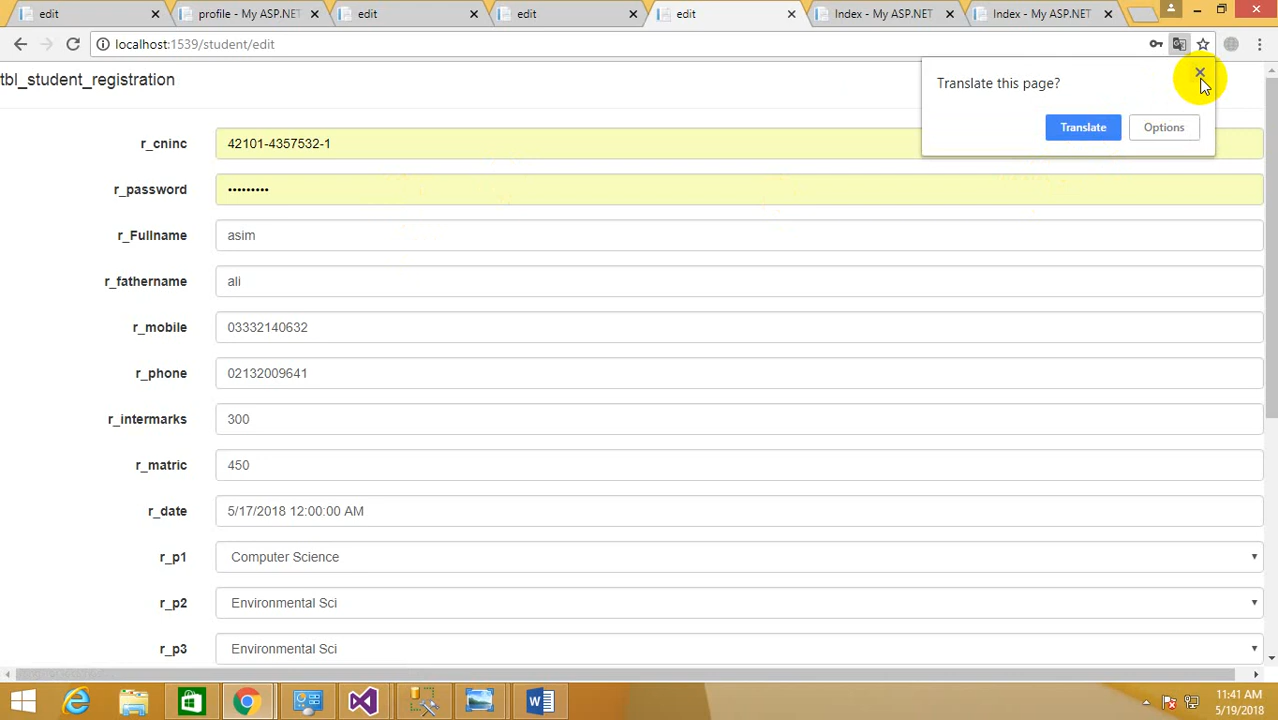 edit profile - My ASP.NET edit edit edit Index - My ASP.NET Index - My ASP.NET
localhost:1539/student/edit
tbl_student_registration
Translate this page?
Translate Options
r_cninc 42101-4357532-1
r_password •••••••••
r_Fullname asim
r_fathername ali
r_mobile 03332140632
r_phone 02132009641
r_intermarks 300
r_matric 450
r_date 5/17/2018 12:00:00 AM
r_p1 Computer Science
r_p2 Environmental Sci
r_p3 Environmental Sci
11:41 AM
5/19/2018